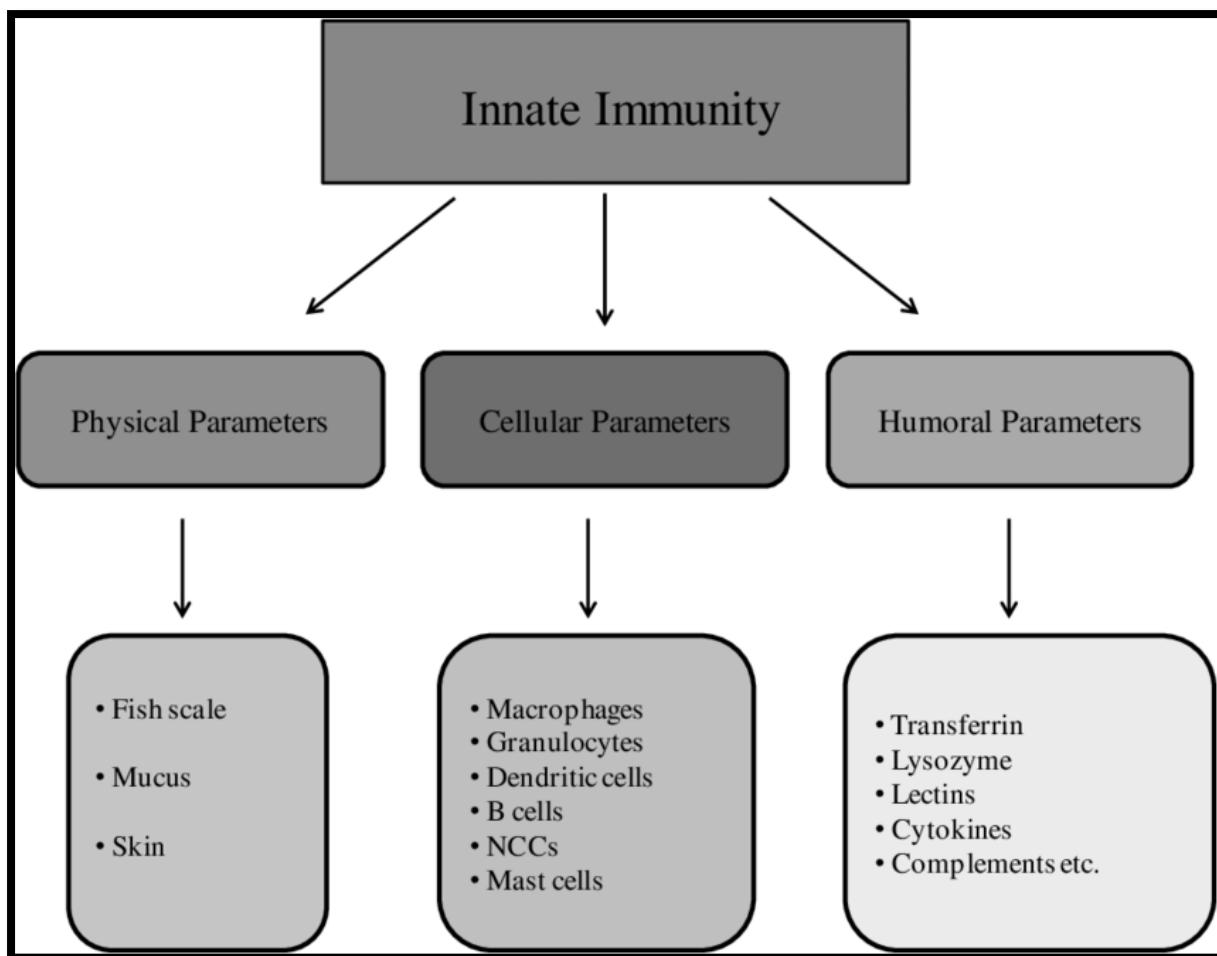 Innate Immunity
Physical Parameters
Cellular Parameters
Humoral Parameters
• Fish scale
• Mucus
• Skin
• Macrophages
• Granulocytes
• Dendritic cells
• B cells
• NCCs
• Mast cells
• Transferrin
• Lysozyme
• Lectins
• Cytokines
• Complements etc.